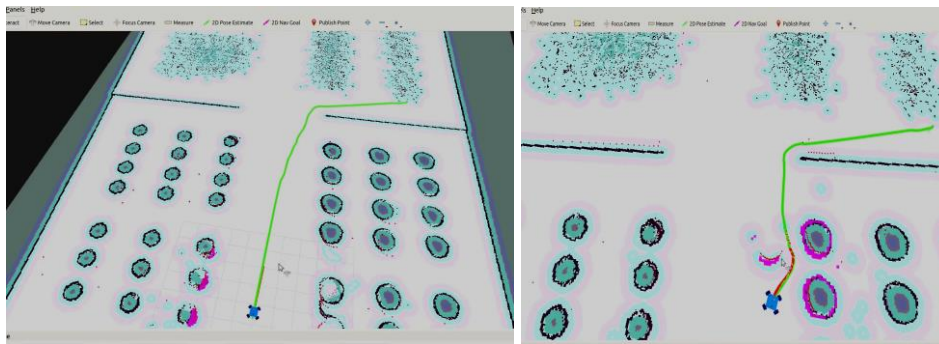 Panels Help
teract Move Camera Select Focus Camera Measure 2D Pose Estimate 2D Nav Goal Publish Point
Help
Move Camera Select Focus Camera Measure 2D Pose Estimate 2D Nav Goal Publish Point